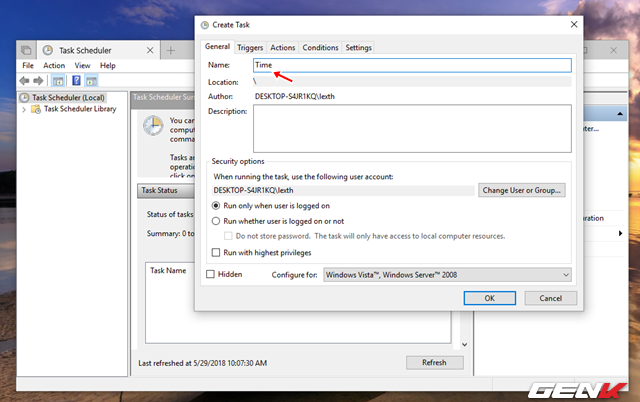 Task Scheduler
File Action View Help
Task Scheduler (Local)
Task Scheduler Library
Task Scheduler Sum
You can
compute
comma
Tasks ar
operatio
click on
Task Status
Status of tasks
Summary: 0 to
Task Name
Last refreshed at 5/29/2018 10:07:30 AM
Refresh
ter...
uration
Create Task
General Triggers Actions Conditions Settings
Name: Time
Location: \
Author: DESKTOP-S4JR1KQ\lexth
Description:
Security options
When running the task, use the following user account:
DESKTOP-S4JR1KQ\lexth
Change User or Group...
Run only when user is logged on
Run whether user is logged on or not
Do not store password. The task will only have access to local computer resources.
Run with highest privileges
Hidden Configure for: Windows Vista™, Windows Server™ 2008
OK Cancel
GENK